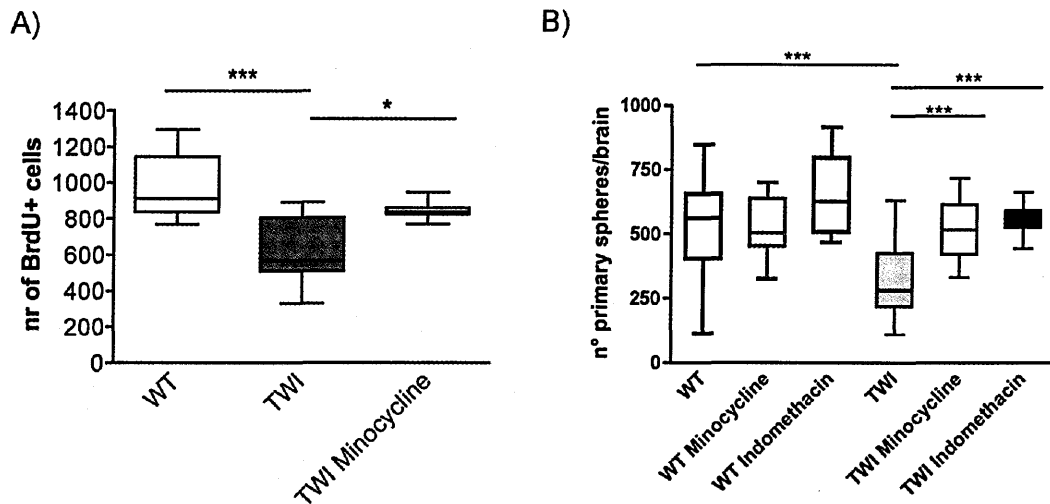 A)
***
*
nr of BrdU+ cells
1400
1200
1000
800
600
400
200
0
WT
TWI
TWI Minocycline
B)
***
***
***
n° primary spheres/brain
1000
750
500
250
0
WT
WT Minocycline
WT Indomethacin
TWI
TWI Minocycline
TWI Indomethacin